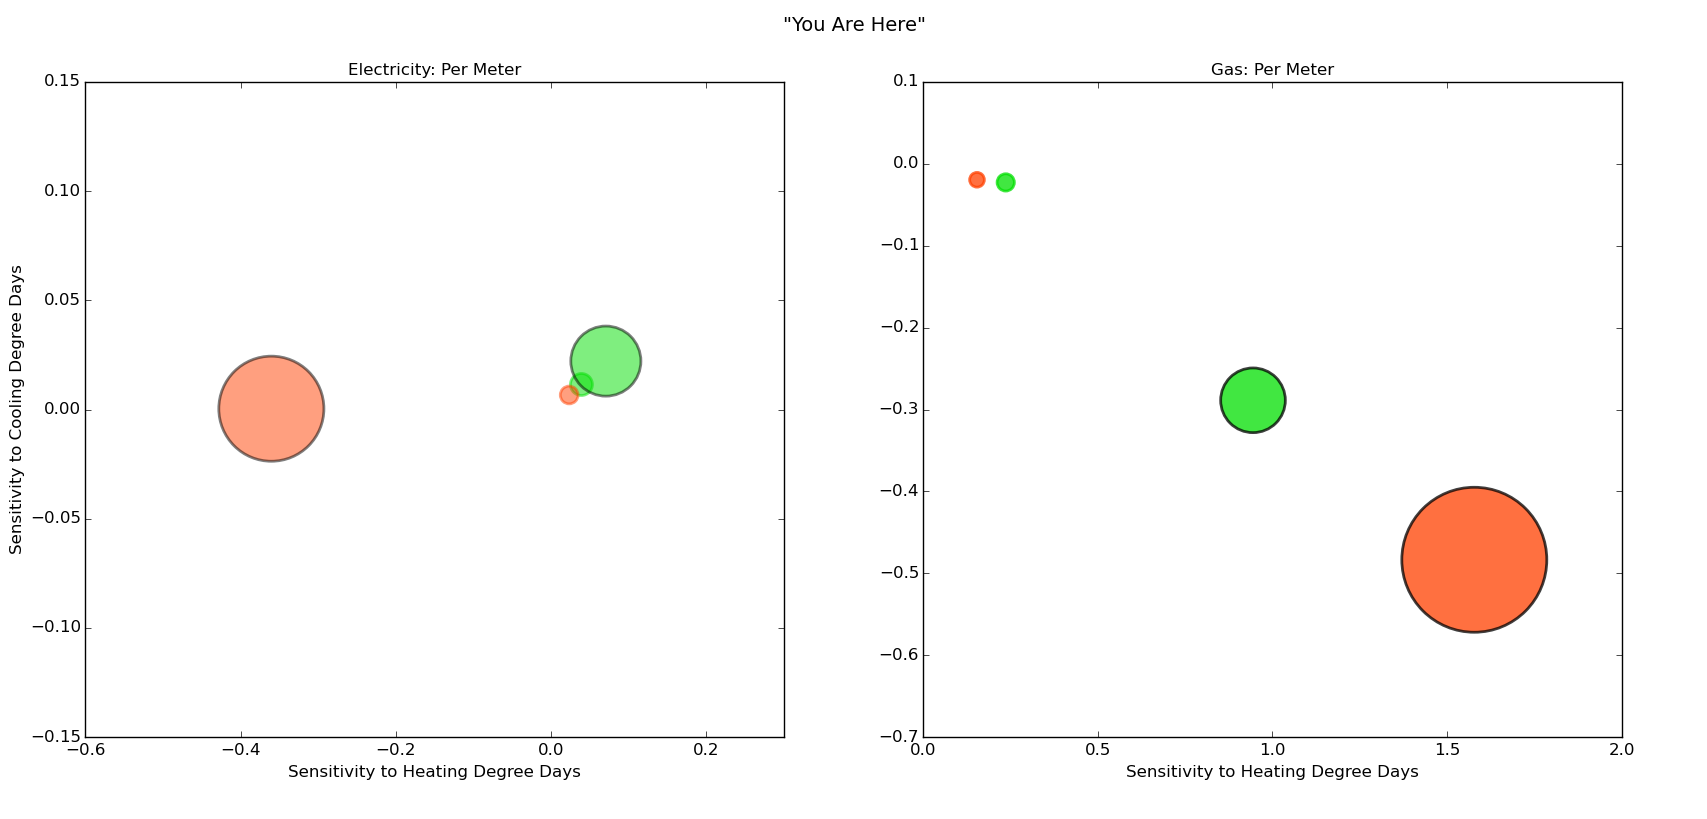 "You Are Here"
Electricity: Per Meter
0.15
0.10
0.05
0.00
−0.05
−0.10
−0.15
−0.6 −0.4 −0.2 0.0 0.2
Sensitivity to Cooling Degree Days
Sensitivity to Heating Degree Days
Gas: Per Meter
0.1
0.0
−0.1
−0.2
−0.3
−0.4
−0.5
−0.6
−0.7
0.0 0.5 1.0 1.5 2.0
Sensitivity to Heating Degree Days